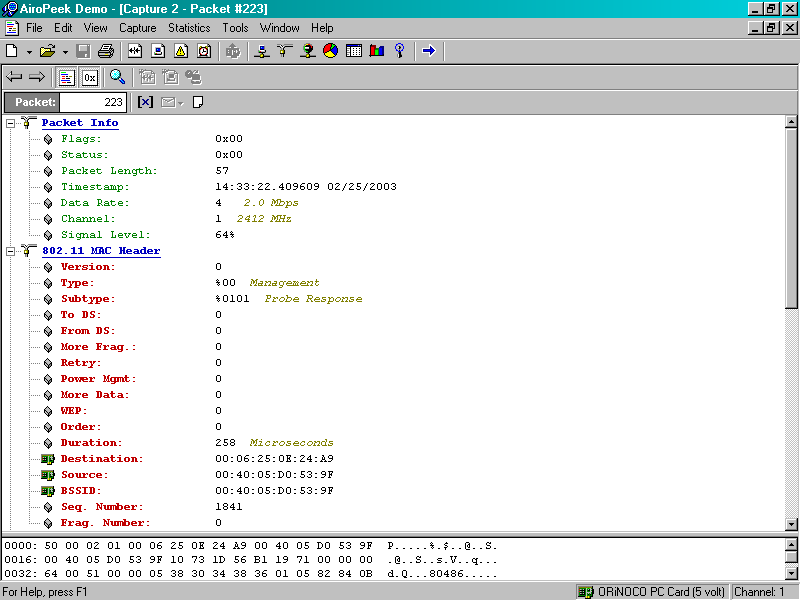 AiroPeek Demo - [Capture 2 - Packet #223]
File Edit View Capture Statistics Tools Window Help
0x
Packet: 223 [x]
Packet Info
Flags: 0x00
Status: 0x00
Packet Length: 57
Timestamp: 14:33:22.409609 02/25/2003
Data Rate: 4 2.0 Mbps
Channel: 1 2412 MHz
Signal Level: 64%
802.11 MAC Header
Version: 0
Type: %00 Management
Subtype: %0101 Probe Response
To DS: 0
From DS: 0
More Frag.: 0
Retry: 0
Power Mgmt: 0
More Data: 0
WEP: 0
Order: 0
Duration: 258 Microseconds
Destination: 00:06:25:0E:24:A9
Source: 00:40:05:D0:53:9F
BSSID: 00:40:05:D0:53:9F
Seq. Number: 1841
Frag. Number: 0
0000: 50 00 02 01 00 06 25 0E 24 A9 00 40 05 D0 53 9F P.....%.$..@..S.
0016: 00 40 05 D0 53 9F 10 73 1D 56 B1 19 71 00 00 00 .@..S..s.V..q...
0032: 64 00 51 00 00 05 38 30 34 38 36 01 05 82 84 0B d.Q...80486.....
For Help, press F1 ORiNOCO PC Card (5 volt) Channel: 1